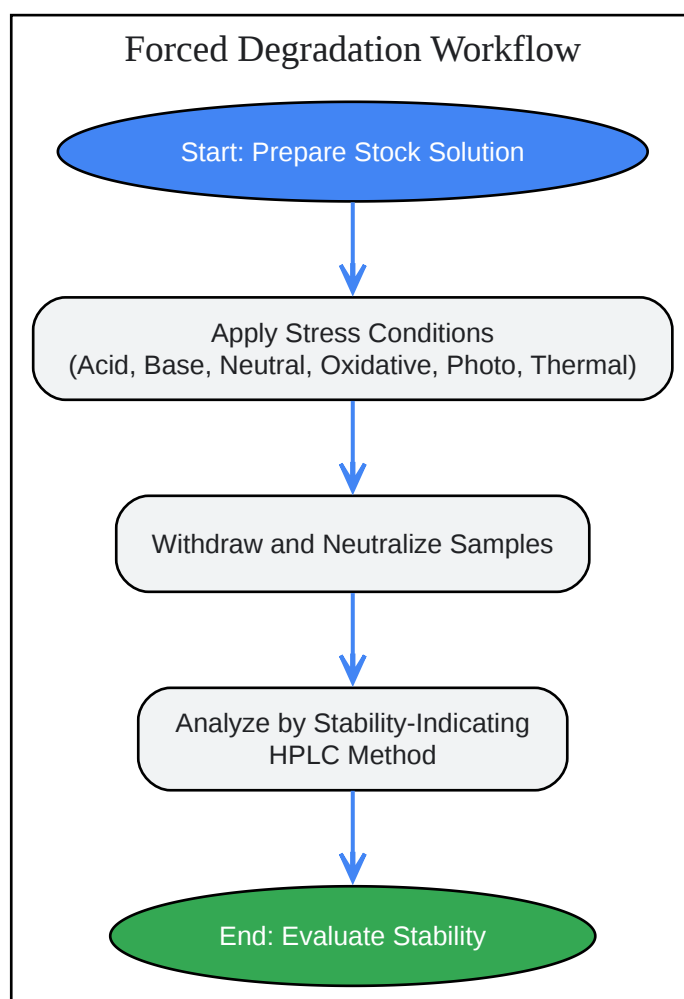 Forced Degradation Workflow
Start: Prepare Stock Solution
Apply Stress Conditions
(Acid, Base, Neutral, Oxidative, Photo, Thermal)
Withdraw and Neutralize Samples
Analyze by Stability-Indicating
HPLC Method
End: Evaluate Stability